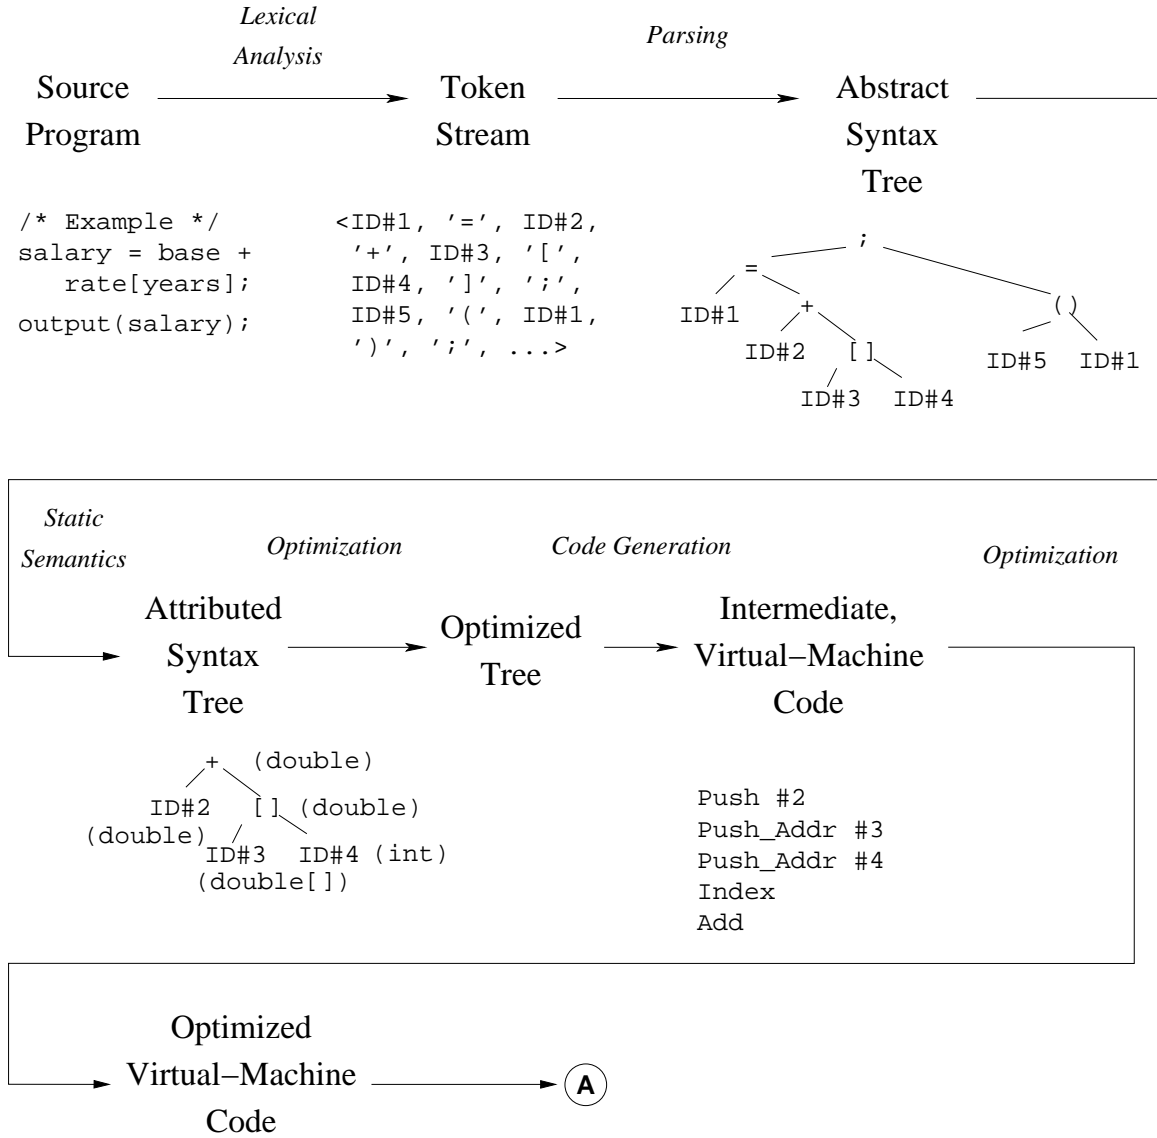 Lexical
Analysis
Parsing
Source
Program
Token
Stream
Abstract
Syntax
Tree
/* Example */
salary = base +
   rate[years];
output(salary);
<ID#1, '=', ID#2,
'+', ID#3, '[',
ID#4, ']', ';',
ID#5, '(', ID#1,
')', ';', ...>
;
=
()
ID#1
+
ID#2
[]
ID#5 ID#1
ID#3 ID#4
Static
Semantics
Optimization
Code Generation
Optimization
Attributed
Syntax
Tree
Optimized
Tree
Intermediate,
Virtual−Machine
Code
+ (double)
ID#2 [] (double)
(double)
ID#3 ID#4 (int)
(double[])
Push #2
Push_Addr #3
Push_Addr #4
Index
Add
Optimized
Virtual−Machine
Code
A